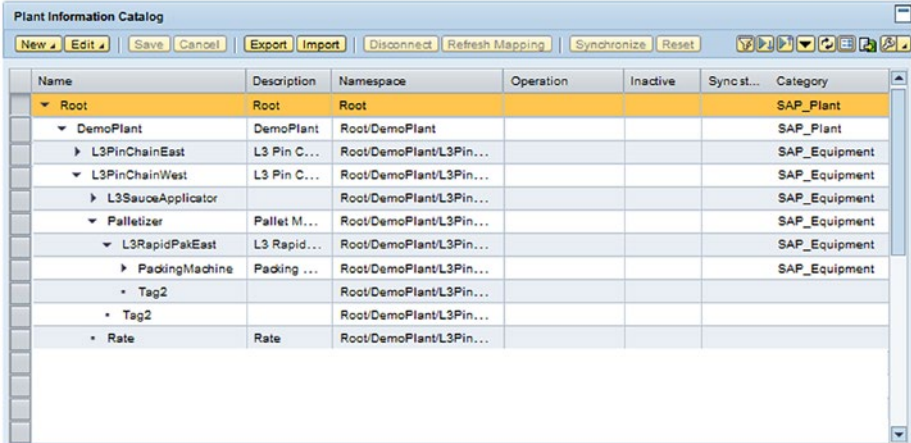 Plant Information Catalog
New Edit Save Cancel Export Import Disconnect Refresh Mapping Synchronize Reset
Name Description Namespace Operation Inactive Sync st... Category
Root Root Root SAP_Plant
DemoPlant DemoPlant Root/DemoPlant SAP_Plant
L3PinChainEast L3 Pin C... Root/DemoPlant/L3Pin... SAP_Equipment
L3PinChainWest L3 Pin C... Root/DemoPlant/L3Pin... SAP_Equipment
L3SauceApplicator Root/DemoPlant/L3Pin... SAP_Equipment
Palletizer Pallet M... Root/DemoPlant/L3Pin... SAP_Equipment
L3RapidPakEast L3 Rapid... Root/DemoPlant/L3Pin... SAP_Equipment
PackingMachine Packing ... Root/DemoPlant/L3Pin... SAP_Equipment
Tag2 Root/DemoPlant/L3Pin...
Tag2 Root/DemoPlant/L3Pin...
Rate Rate Root/DemoPlant/L3Pin...